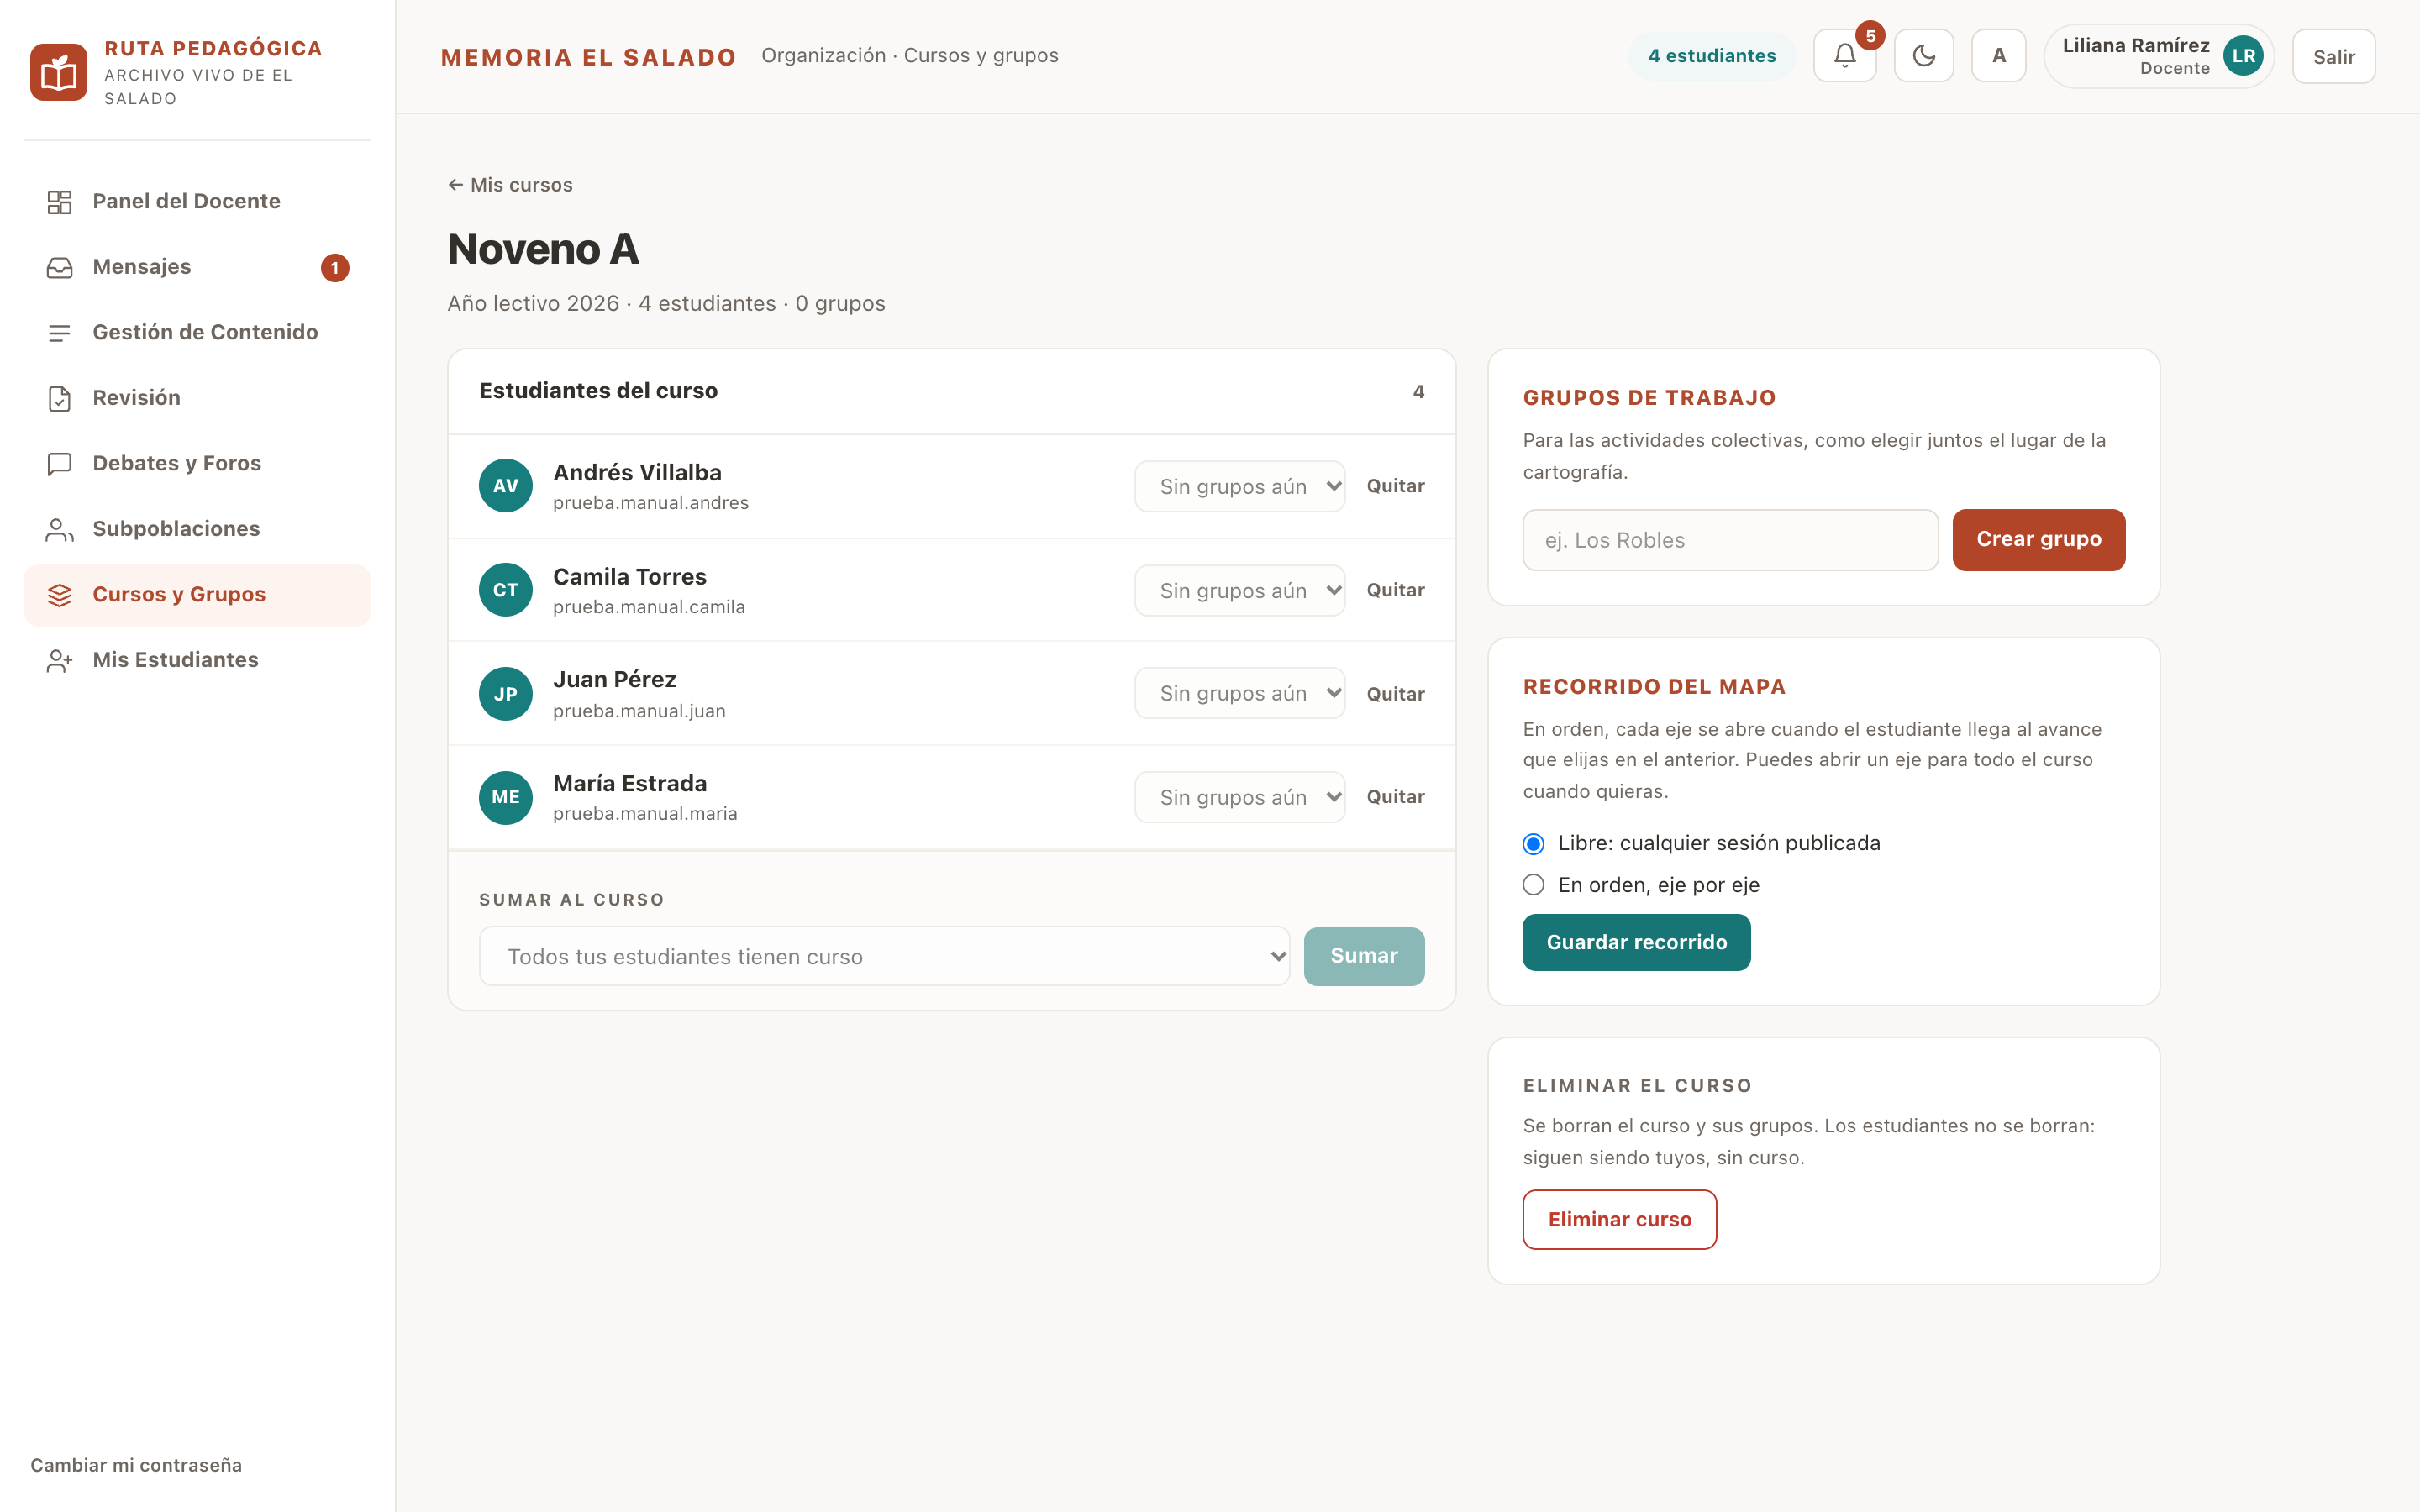 RUTA PEDAGÓGICA
ARCHIVO VIVO DE EL
SALADO
Panel del Docente
Mensajes 1
Gestión de Contenido
Revisión
Debates y Foros
Subpoblaciones
Cursos y Grupos
Mis Estudiantes
Cambiar mi contraseña
MEMORIA EL SALADO Organización · Cursos y grupos
4 estudiantes
5
A
Liliana Ramírez
Docente
LR
Salir
← Mis cursos
Noveno A
Año lectivo 2026 · 4 estudiantes · 0 grupos
Estudiantes del curso 4
AV
Andrés Villalba
prueba.manual.andres
Sin grupos aún
Quitar
CT
Camila Torres
prueba.manual.camila
Sin grupos aún
Quitar
JP
Juan Pérez
prueba.manual.juan
Sin grupos aún
Quitar
ME
María Estrada
prueba.manual.maria
Sin grupos aún
Quitar
SUMAR AL CURSO
Todos tus estudiantes tienen curso
Sumar
GRUPOS DE TRABAJO
Para las actividades colectivas, como elegir juntos el lugar de la
cartografía.
ej. Los Robles
Crear grupo
RECORRIDO DEL MAPA
En orden, cada eje se abre cuando el estudiante llega al avance
que elijas en el anterior. Puedes abrir un eje para todo el curso
cuando quieras.
Libre: cualquier sesión publicada
En orden, eje por eje
Guardar recorrido
ELIMINAR EL CURSO
Se borran el curso y sus grupos. Los estudiantes no se borran:
siguen siendo tuyos, sin curso.
Eliminar curso